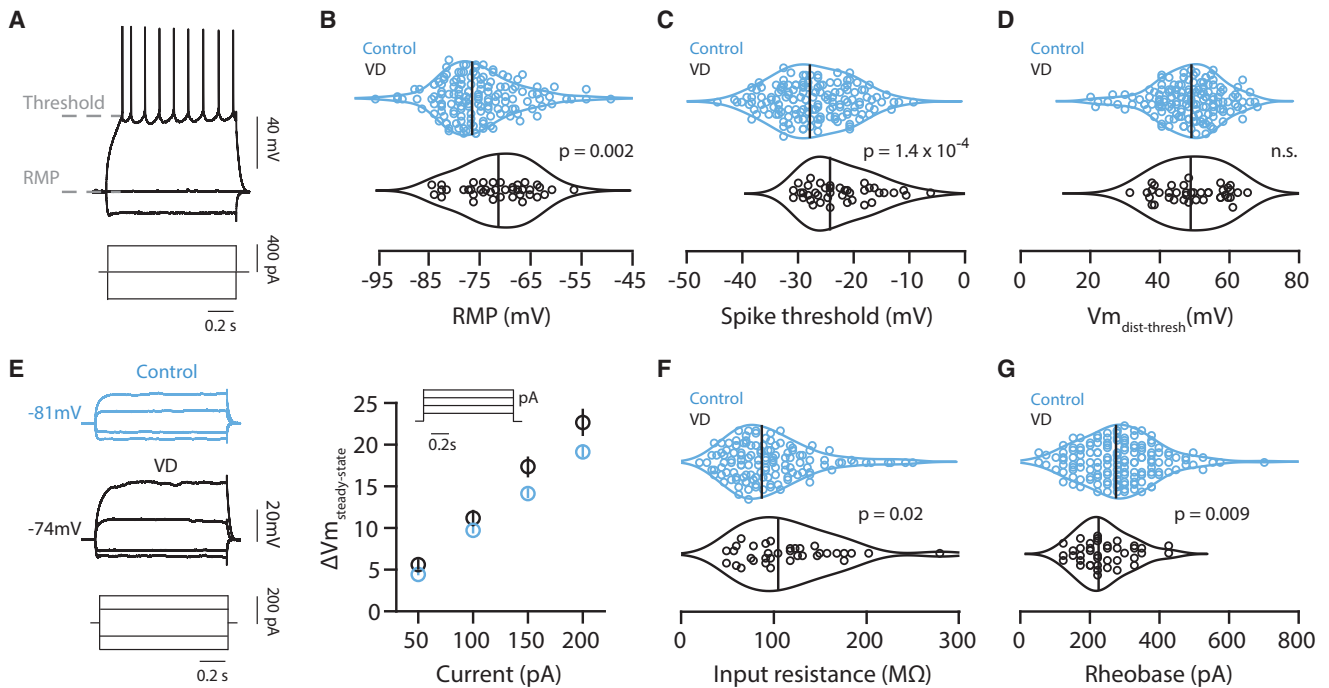 A
Threshold
RMP
40 mV
400 pA
0.2 s
B
Control
VD
p = 0.002
-95 -85 -75 -65 -55 -45
RMP (mV)
C
Control
VD
p = 1.4 x 10-4
-50 -40 -30 -20 -10 0
Spike threshold (mV)
D
Control
VD
n.s.
0 20 40 60 80
Vmdist-thresh(mV)
E
Control
-81mV
VD
-74mV
20mV
200 pA
0.2 s
pA
0.2s
25
20
15
10
5
0
ΔVmsteady-state
50 100 150 200
Current (pA)
F
Control
VD
p = 0.02
0 100 200 300
Input resistance (MΩ)
G
Control
VD
p = 0.009
0 200 400 600 800
Rheobase (pA)